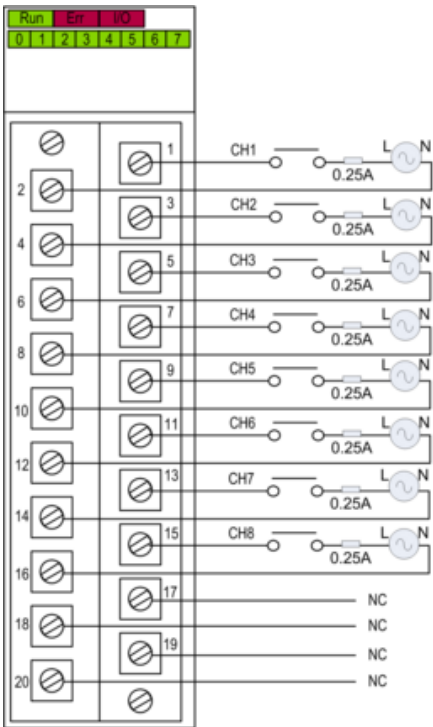 Run Err I/O
0 1 2 3 4 5 6 7
1 CH1 L N
0.25A
2
3 CH2 L N
0.25A
4
5 CH3 L N
0.25A
6
7 CH4 L N
0.25A
8
9 CH5 L N
0.25A
10
11 CH6 L N
0.25A
12
13 CH7 L N
0.25A
14
15 CH8 L N
0.25A
16
17 NC
18 NC
19 NC
20 NC